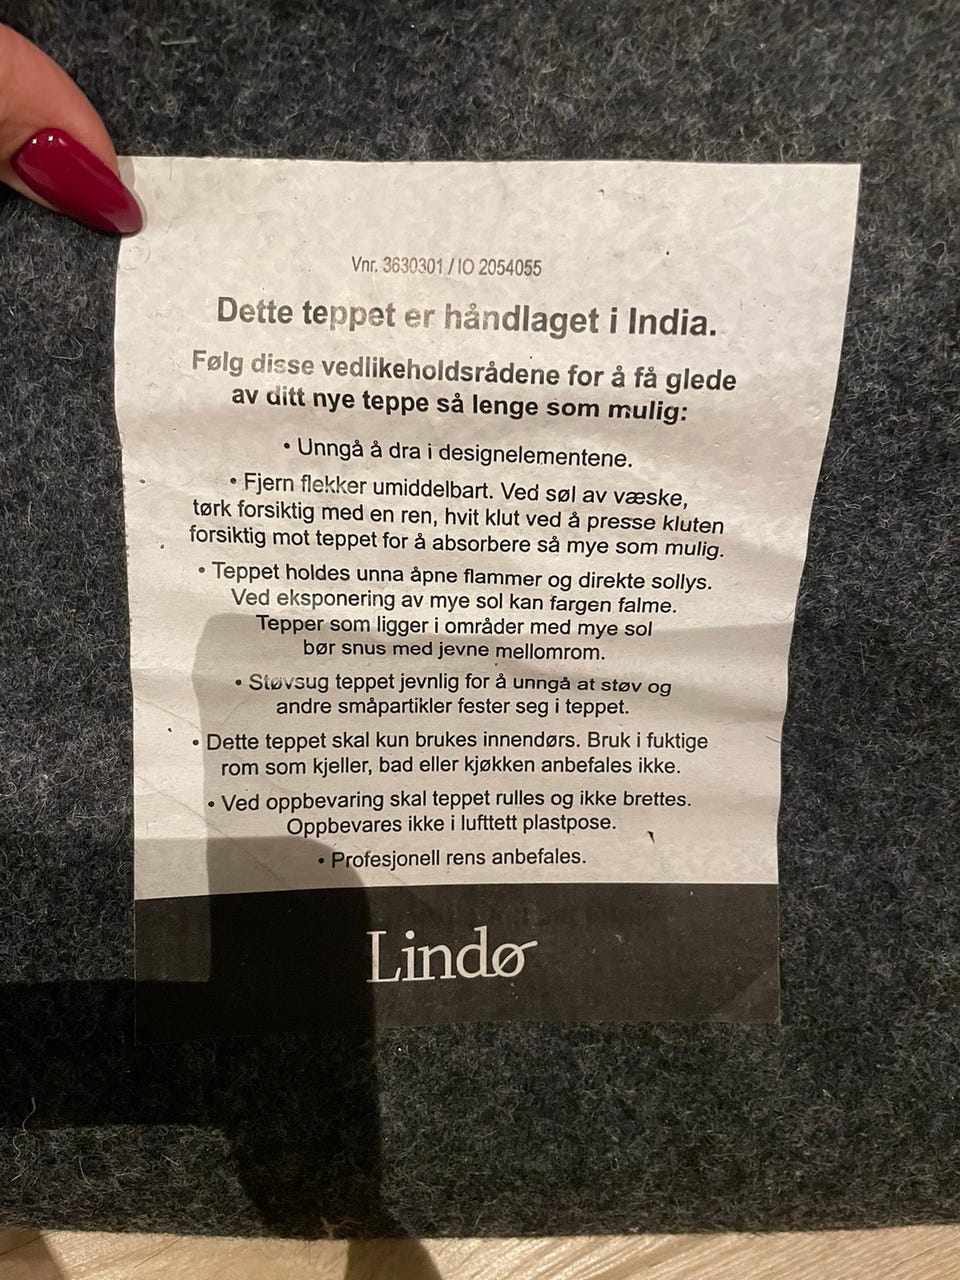 Vnr. 3630301 / IO 2054055
Dette teppet er håndlaget i India.
Følg disse vedlikeholdsrådene for å få glede
av ditt nye teppe så lenge som mulig:
• Unngå å dra i designelementene.
• Fjern flekker umiddelbart. Ved søl av væske,
tørk forsiktig med en ren, hvit klut ved å presse kluten
forsiktig mot teppet for å absorbere så mye som mulig.
• Teppet holdes unna åpne flammer og direkte sollys.
Ved eksponering av mye sol kan fargen falme.
Tepper som ligger i områder med mye sol
bør snus med jevne mellomrom.
• Støvsug teppet jevnlig for å unngå at støv og
andre småpartikler fester seg i teppet.
• Dette teppet skal kun brukes innendørs. Bruk i fuktige
rom som kjeller, bad eller kjøkken anbefales ikke.
• Ved oppbevaring skal teppet rulles og ikke brettes.
Oppbevares ikke i lufttett plastpose.
• Profesjonell rens anbefales.
Lindø